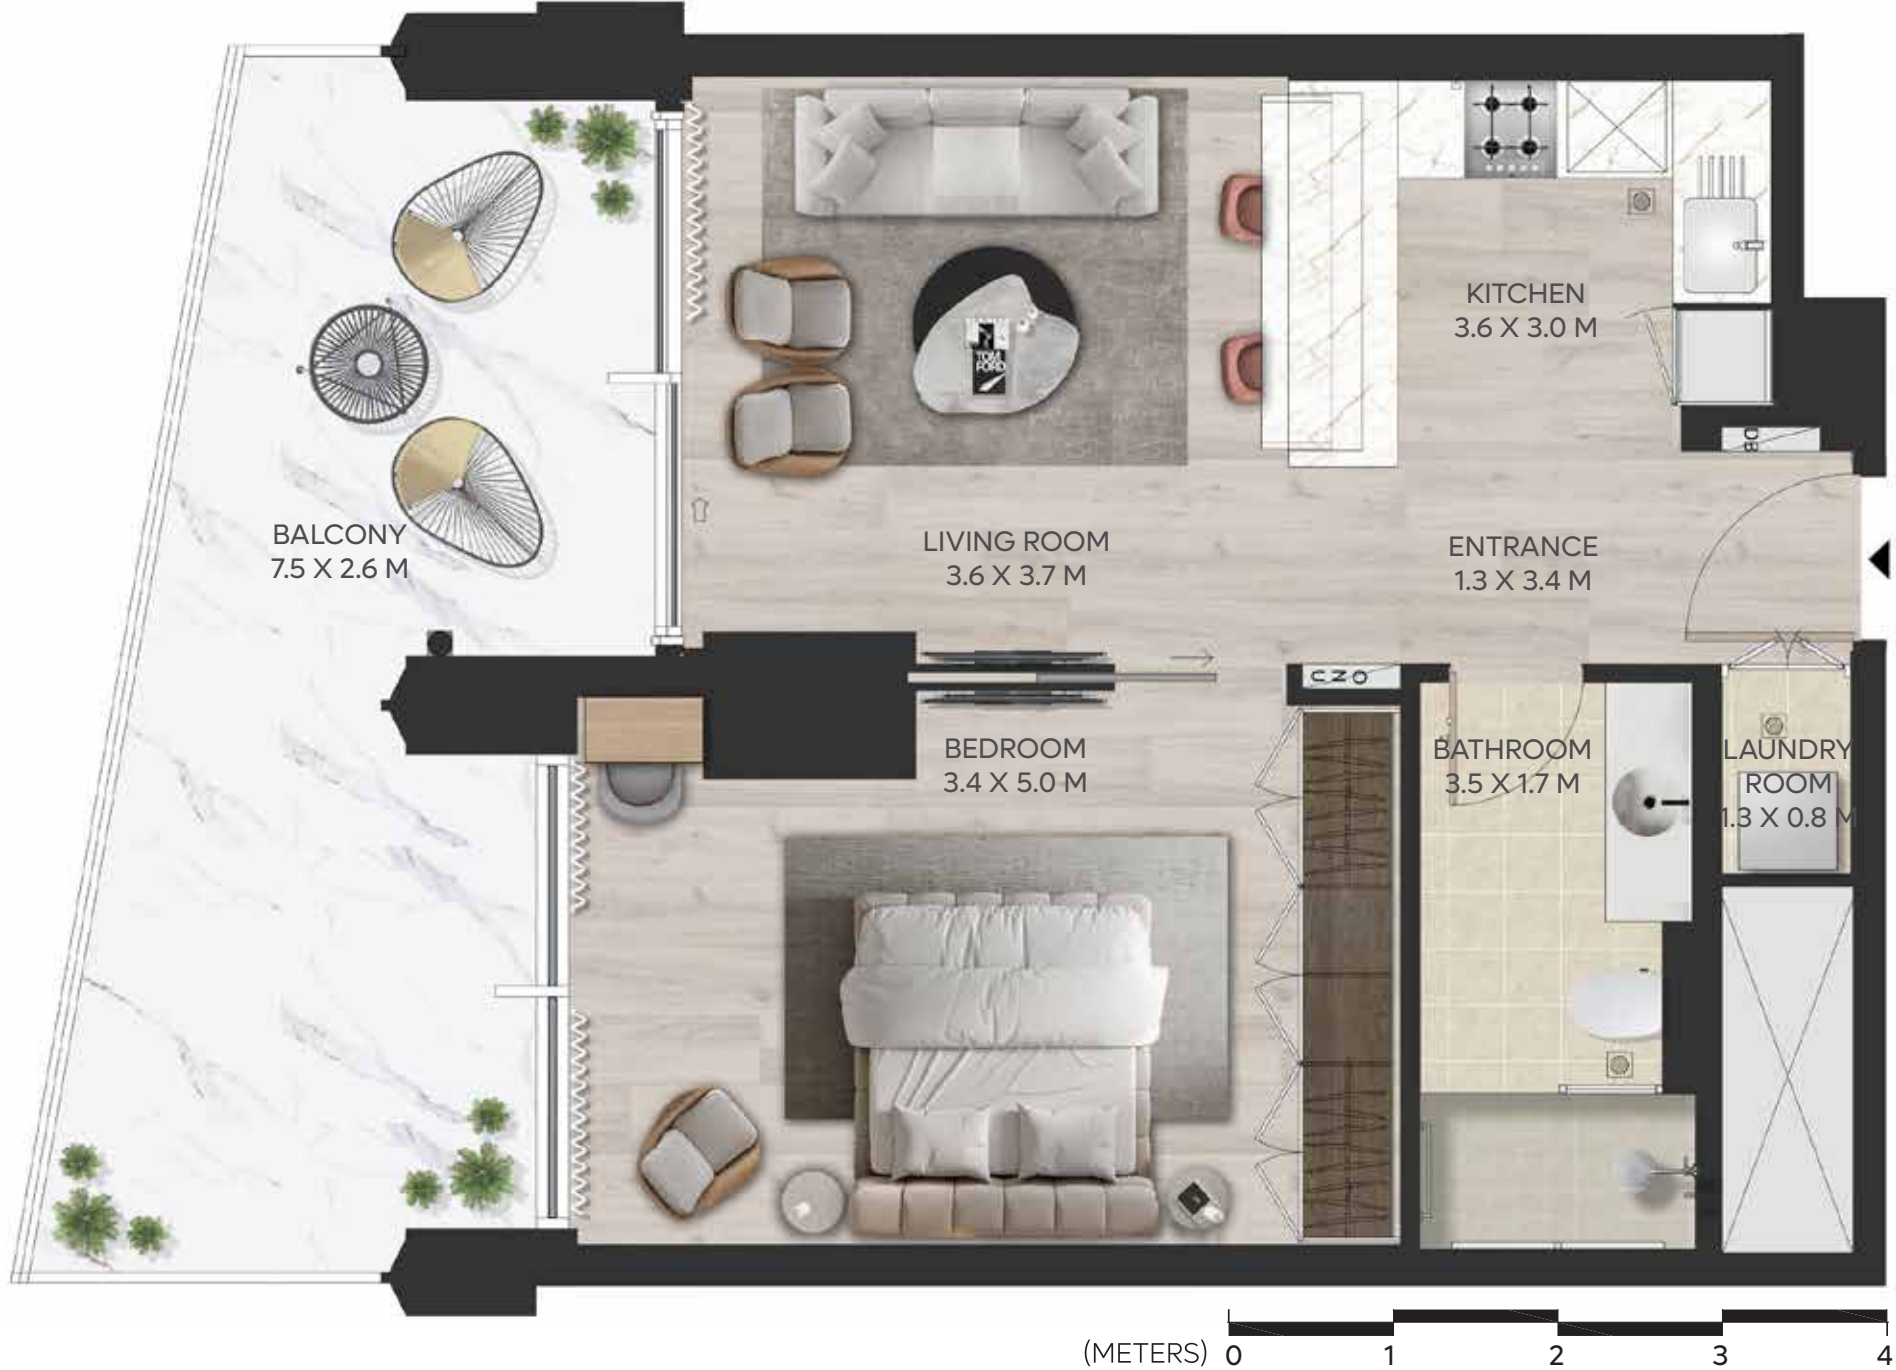 KITCHEN
3.6 X 3.0 M
TOM
FORD
DB
BALCONY
7.5 X 2.6 M
LIVING ROOM
3.6 X 3.7 M
ENTRANCE
1.3 X 3.4 M
ONU
BEDROOM
3.4 X 5.0 M
BATHROOM
3.5 X 1.7 M
LAUNDRY
ROOM
1.3 X 0.8 M
(METERS) 0 1 2 3 4